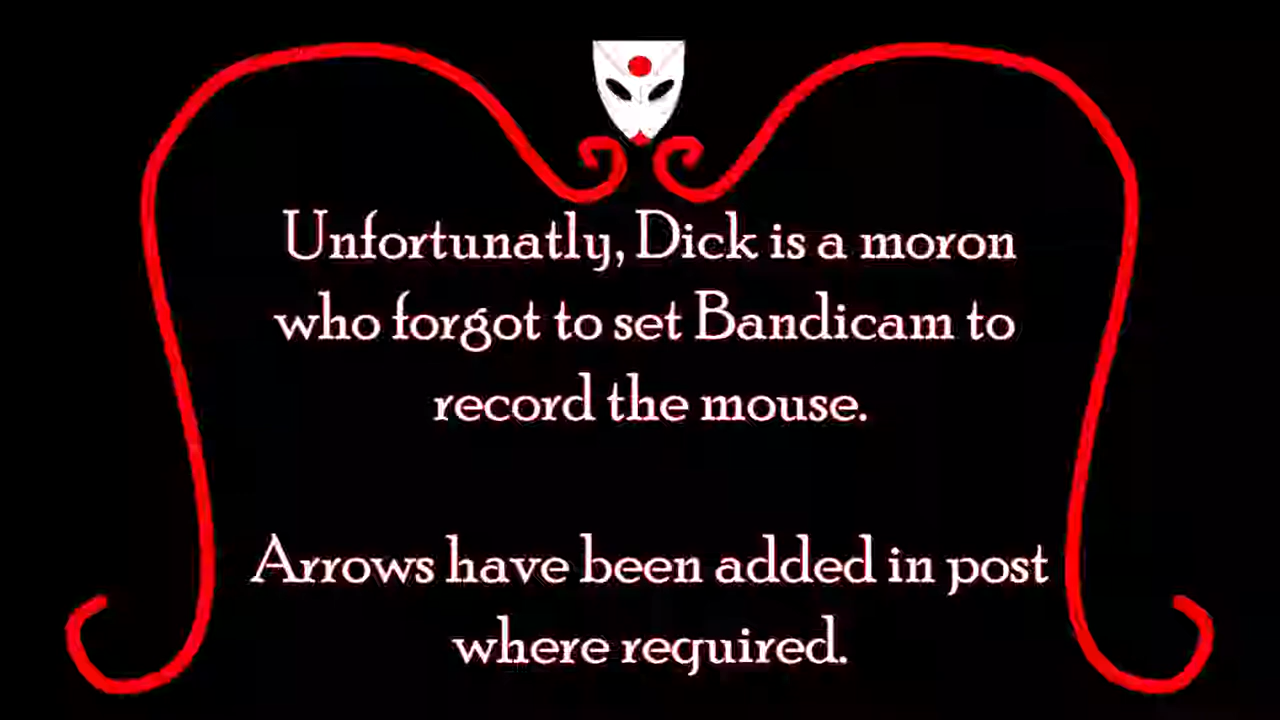 Unfortunatly, Dick is a moron
who forgot to set Bandicam to
record the mouse.
Arrows have been added in post
where required.